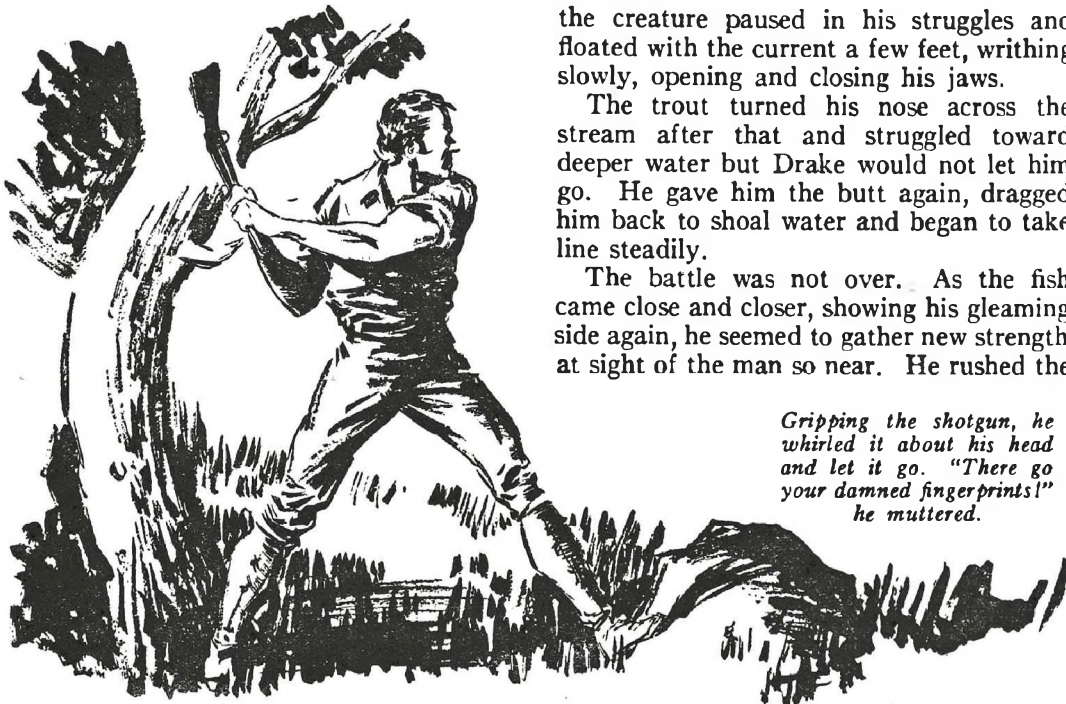 the creature paused in his struggles and
floated with the current a few feet, writhing
slowly, opening and closing his jaws.
The trout turned his nose across the
stream after that and struggled toward
deeper water but Drake would not let him
go. He gave him the butt again, dragged
him back to shoal water and began to take
line steadily.
The battle was not over. As the fish
came close and closer, showing his gleaming
side again, he seemed to gather new strength
at sight of the man so near. He rushed the
Gripping the shotgun, he
whirled it about his head
and let it go. "There go
your damned fingerprints!"
he muttered.